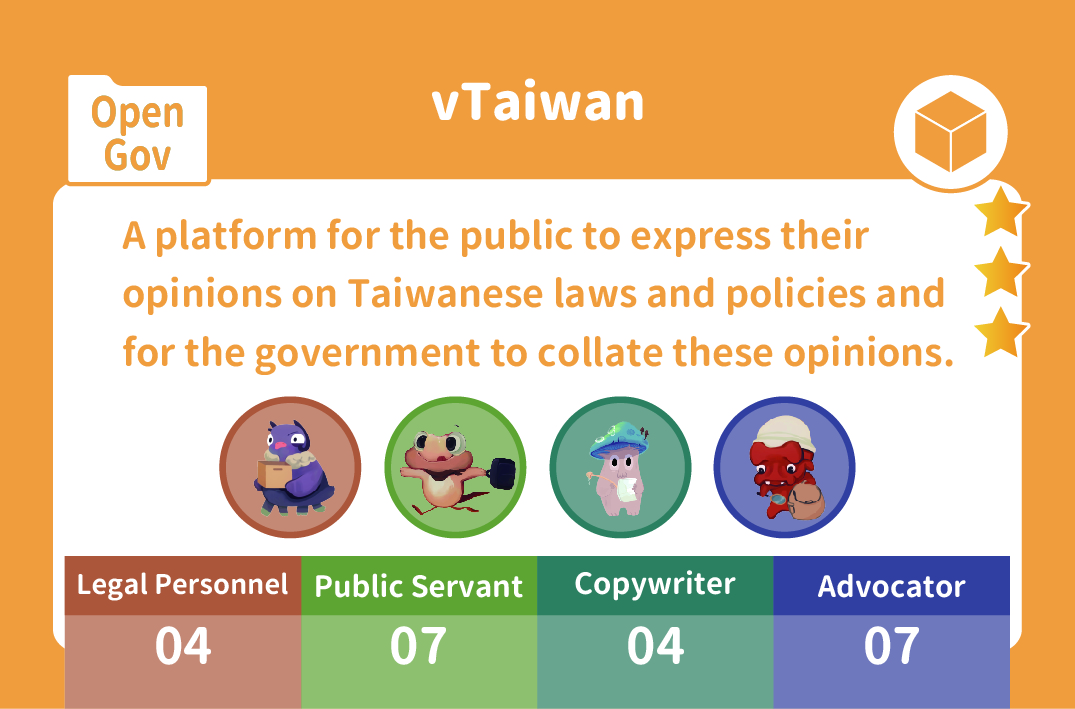 Open
Gov
vTaiwan
A platform for the public to express their
opinions on Taiwanese laws and policies and
for the government to collate these opinions.
Legal Personnel
Public Servant
Copywriter
Advocator
04
07
04
07